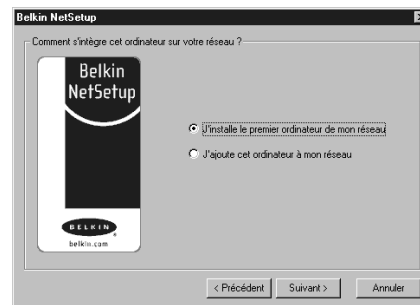 Belkin NetSetup
Comment s'intègre cet ordinateur sur votre réseau ?
Belkin
NetSetup
J'installe le premier ordinateur de mon réseau
J'ajoute cet ordinateur à mon réseau
BELKIN
belkin.com
< Précédent
Suivant >
Annuler